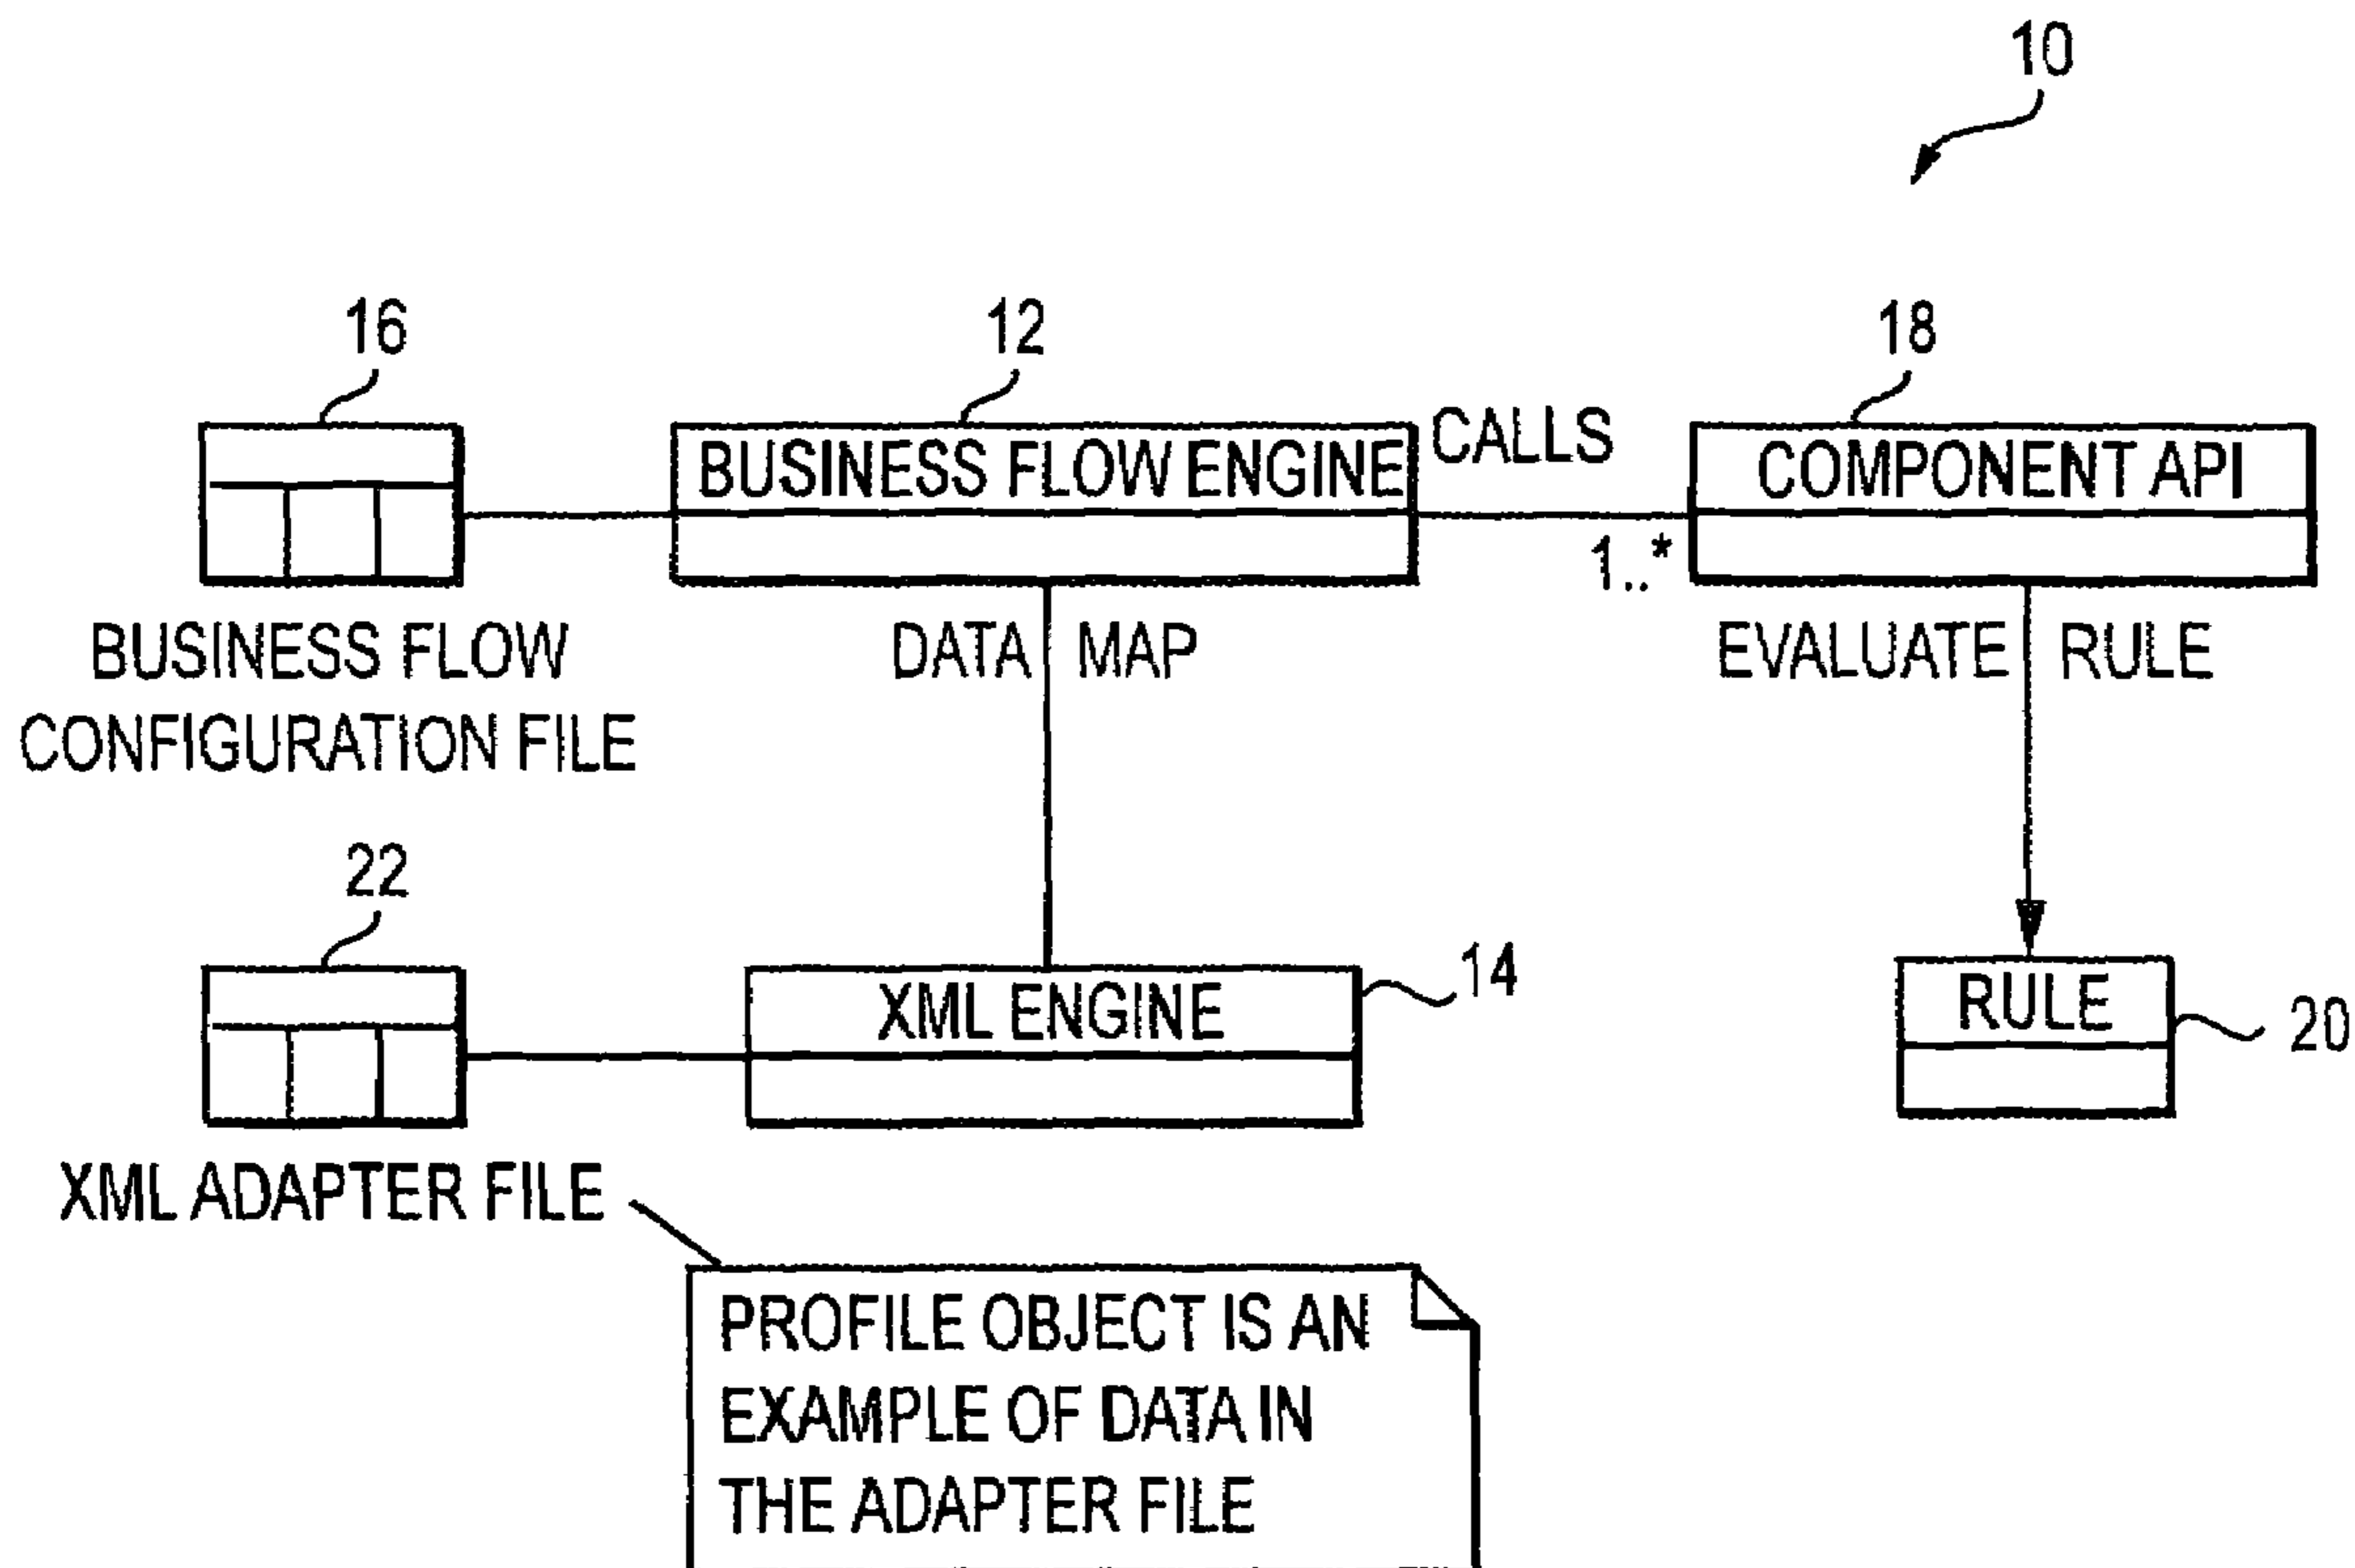 10
16
12
18
BUSINESS FLOW ENGINE
CALLS
COMPONENT API
1..*
BUSINESS FLOW
CONFIGURATION FILE
DATA MAP
EVALUATE RULE
22
14
XML ENGINE
RULE
20
XML ADAPTER FILE
PROFILE OBJECT IS AN
EXAMPLE OF DATA IN
THE ADAPTER FILE